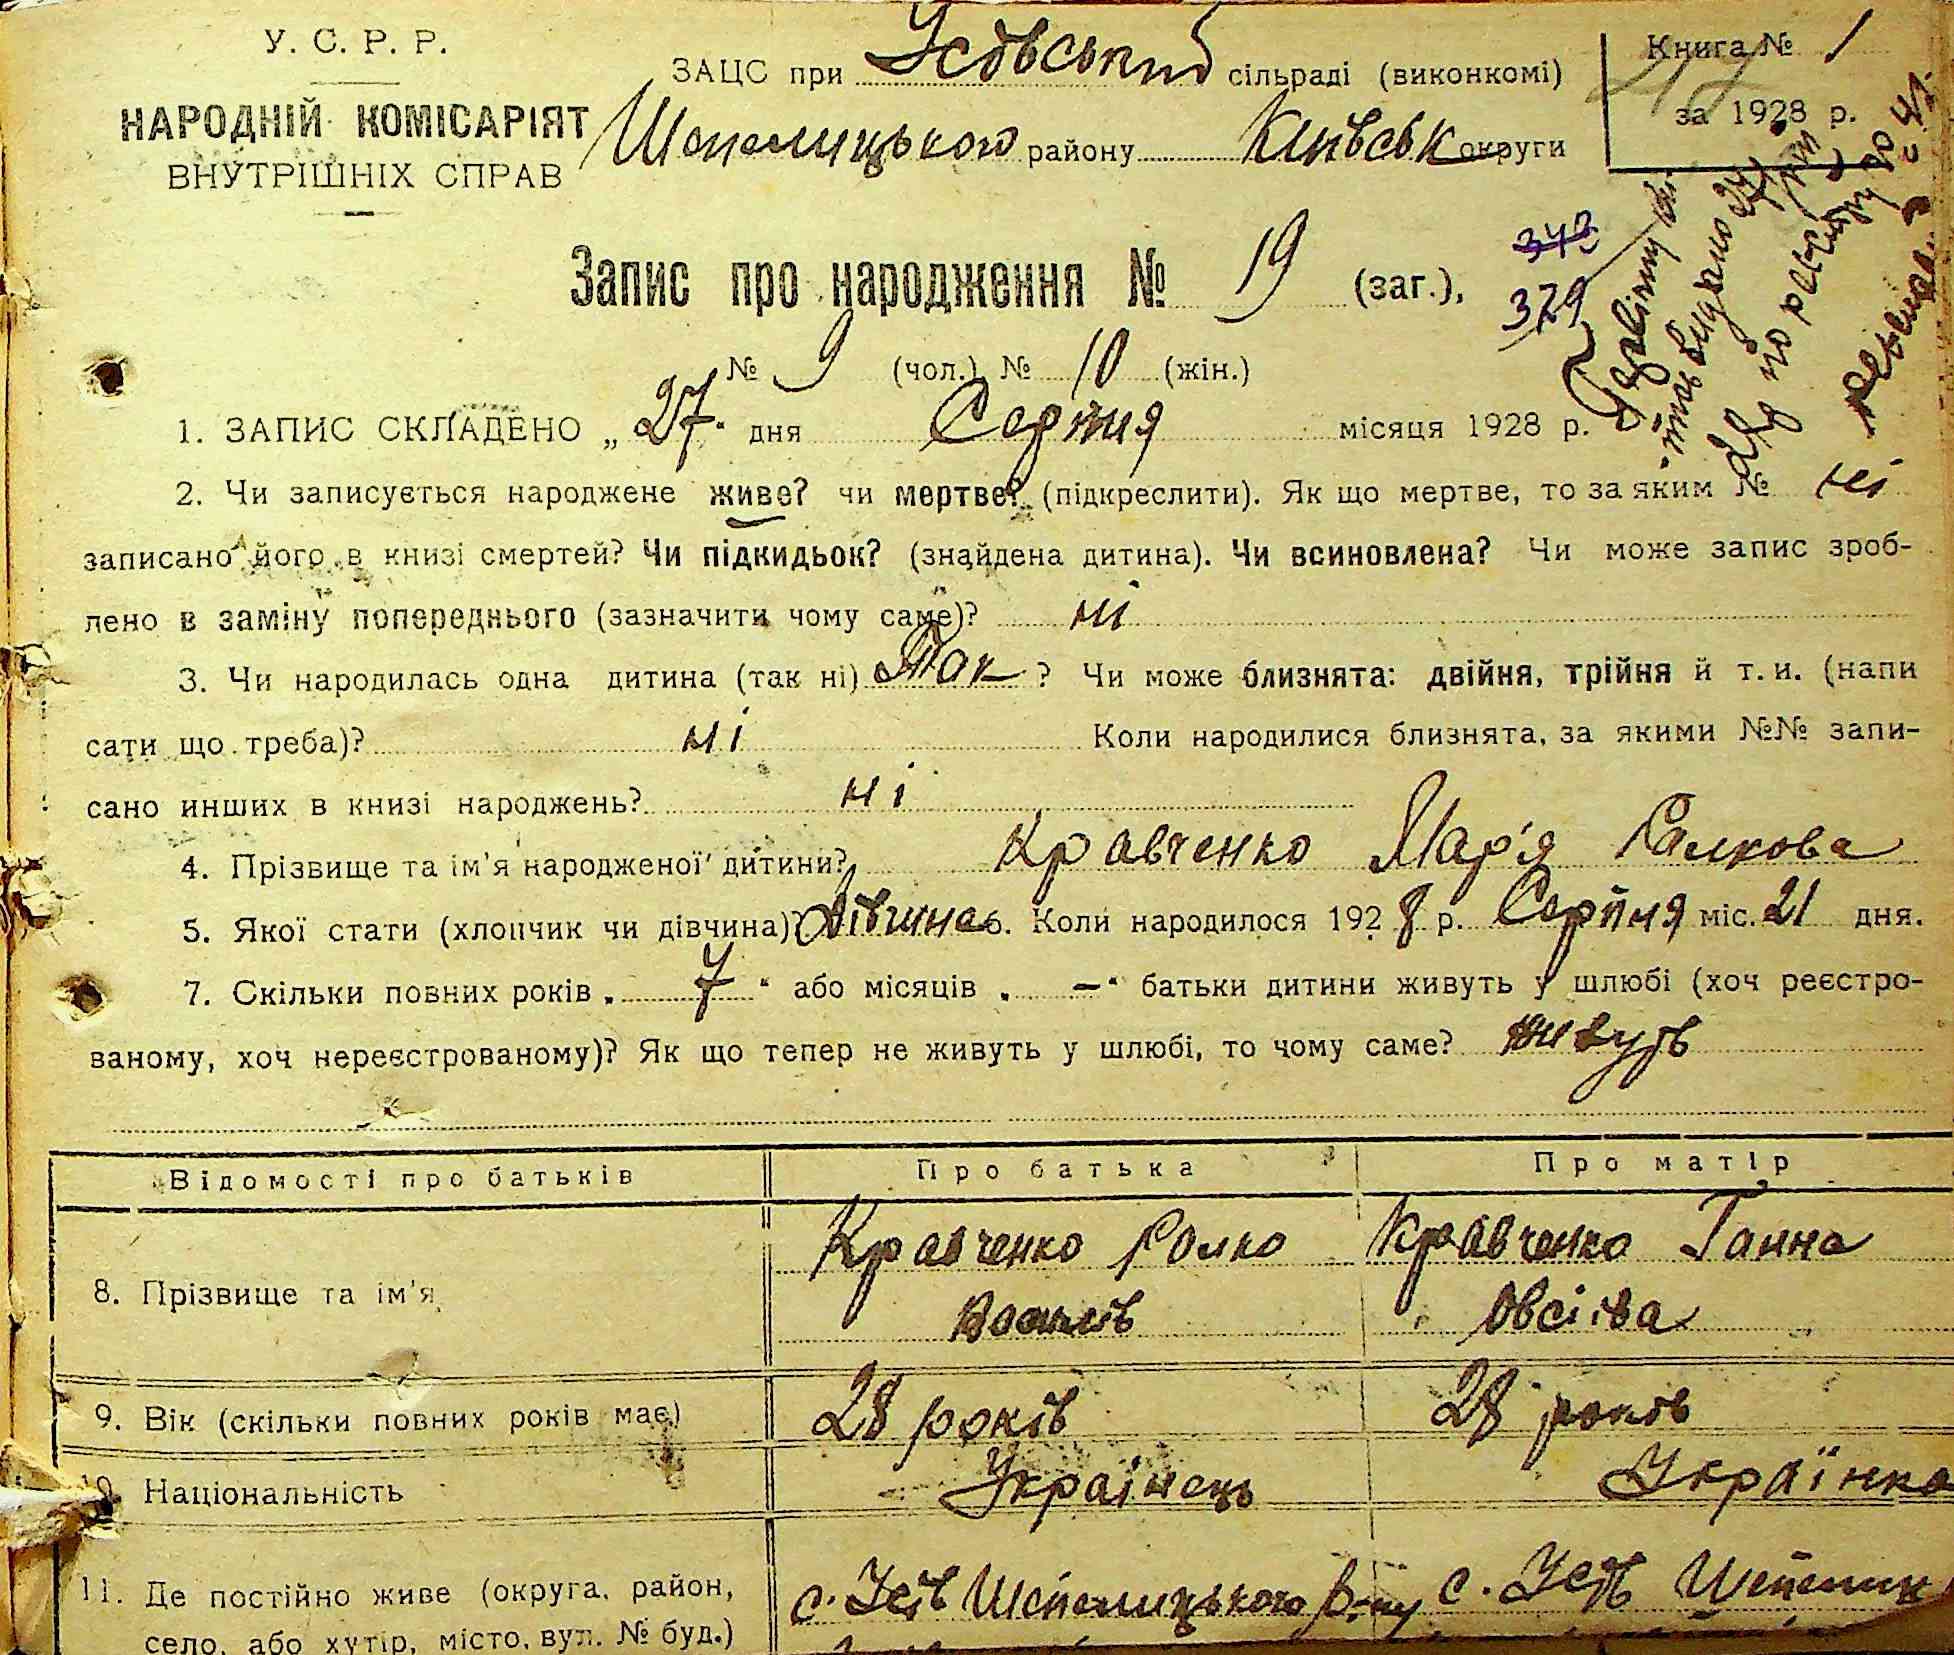 У. С. Р. Р.
НАРОДНІЙ КОМІСАРІЯТ
ВНУТРІШНІХ СПРАВ
ЗАЦС при Усівський сільраді (виконкомі)
Шепелицького району Київськ округи
Книга № 1
за 1928 р.
Запис про народження № 19 (заг.),
343
379
№ 9 (чол.) № 10 (жін.)
1. ЗАПИС СКЛАДЕНО „27" дня Серпня місяця 1928 р.
2. Чи записується народжене живе? чи мертве? (підкреслити). Як що мертве, то за яким № ні
записано його в книзі смертей? Чи підкидьок? (знайдена дитина). Чи всиновлена? Чи може запис зроб-
лено в заміну попереднього (зазначити чому саме)? ні
3. Чи народилась одна дитина (так ні) Так ? Чи може близнята: двійня, трійня й т. и. (напи
сати що треба)? ні Коли народилися близнята, за якими №№ запи-
сано инших в книзі народжень? ні
4. Прізвище та ім'я народженої дитини? Кравченко Мар'я
5. Якої стати (хлопчик чи дівчина)? Дівчина 6. Коли народилося 1928 р. Серпня міс. 21 дня.
7. Скільки повних років „ 7 " або місяців „ — " батьки дитини живуть у шлюбі (хоч реєстро-
ваному, хоч нереєстрованому)? Як що тепер не живуть у шлюбі, то чому саме? живуть
Відомості про батьків Про батька Про матір
8. Прізвище та ім'я Кравченко Кравченко Ганна
9. Вік (скільки повних років має) 28 років 28 років
10. Національність Українець Українка
11. Де постійно живе (округа, район, с. Усів Шепелицького р-ну с. Усів
село, або хутір, місто, вул. № буд.)